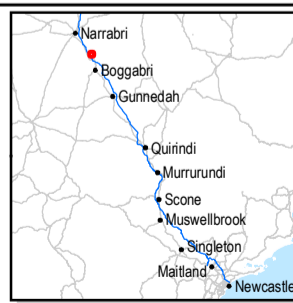 Narrabri
Boggabri
Gunnedah
Quirindi
Murrurundi
Scone
Muswellbrook
Singleton
Maitland
Newcastle